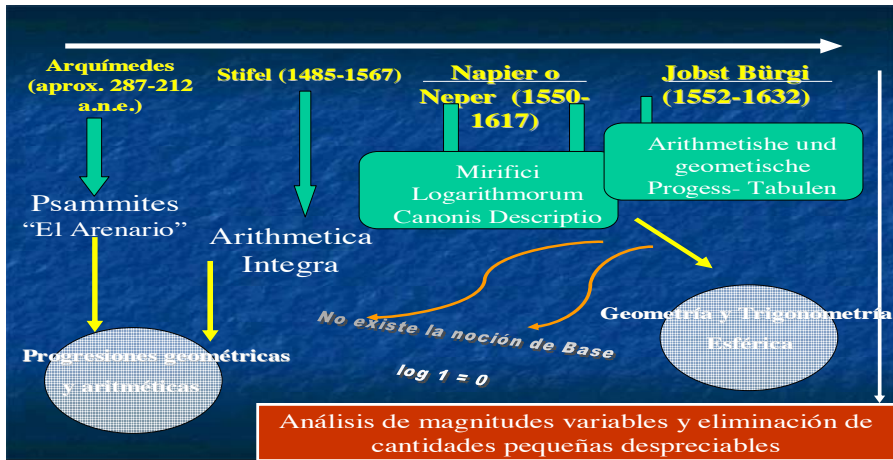 Arquímedes
(aprox. 287-212
a.n.e.)
Stifel (1485-1567)
Napier o
Neper (1550-
1617)
Jobst Bürgi
(1552-1632)
Psammites
“El Arenario”
Arithmetica
Integra
Mirifici
Logarithmorum
Canonis Descriptio
Arithmetishe und
geometische
Progess- Tabulen
No existe la noción de Base
log 1 = 0
Progresiones geométricas
y aritméticas
Geometría y Trigonometría
Esférica
Análisis de magnitudes variables y eliminación de
cantidades pequeñas despreciables